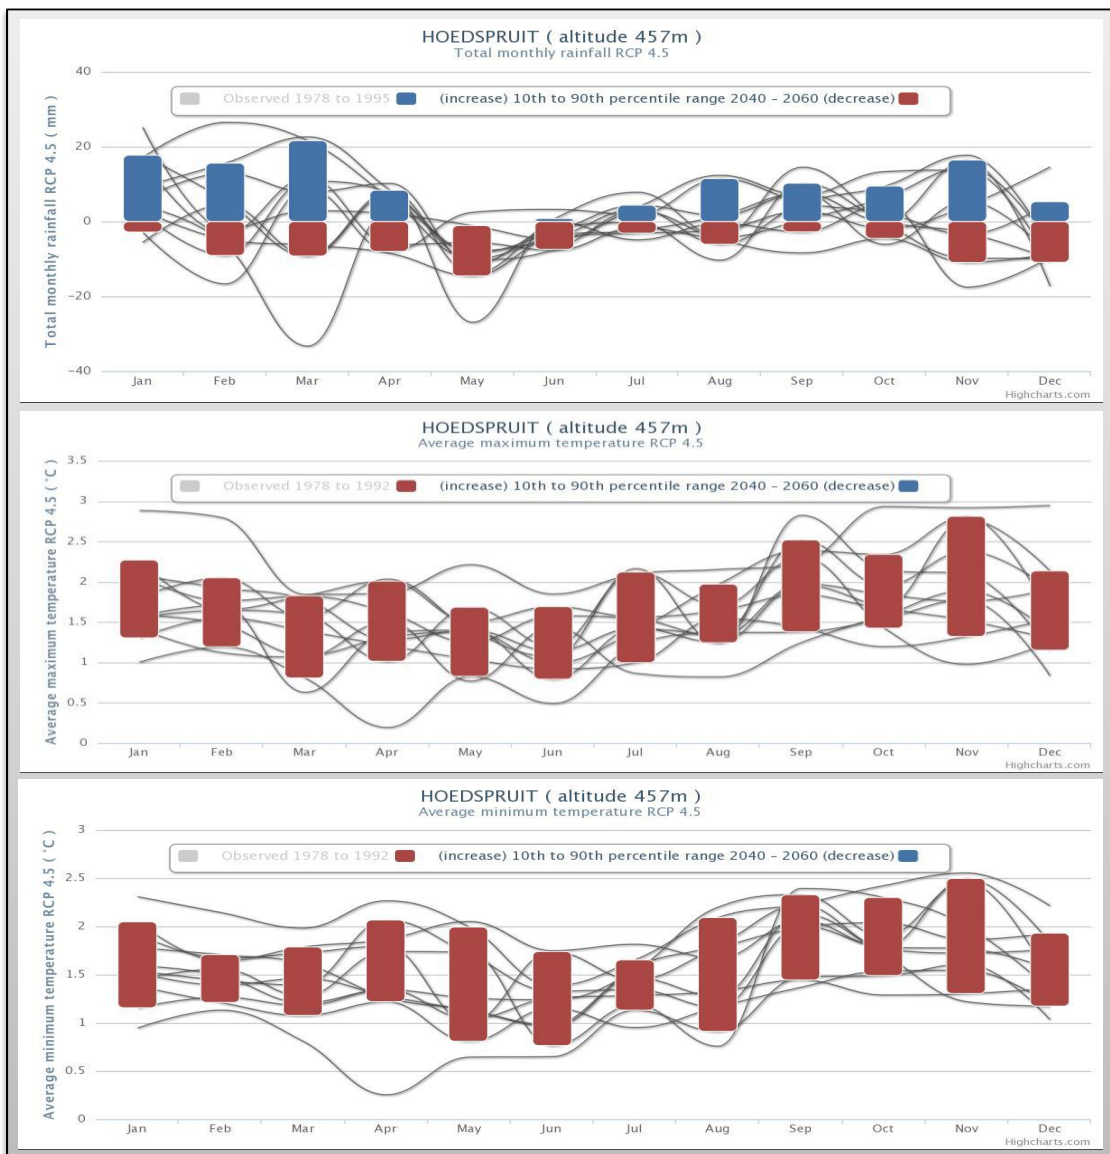 HOEDSPRUIT ( altitude 457m )
Total monthly rainfall RCP 4.5
Total monthly rainfall RCP 4.5 ( mm )
40
20
0
−20
−40
Observed 1978 to 1995
(increase) 10th to 90th percentile range 2040 – 2060 (decrease)
Jan Feb Mar Apr May Jun Jul Aug Sep Oct Nov Dec
Highcharts.com
HOEDSPRUIT ( altitude 457m )
Average maximum temperature RCP 4.5
Average maximum temperature RCP 4.5 ( °C )
3.5
3
2.5
2
1.5
1
0.5
0
Observed 1978 to 1992
(increase) 10th to 90th percentile range 2040 – 2060 (decrease)
Jan Feb Mar Apr May Jun Jul Aug Sep Oct Nov Dec
Highcharts.com
HOEDSPRUIT ( altitude 457m )
Average minimum temperature RCP 4.5
Average minimum temperature RCP 4.5 ( °C )
3
2.5
2
1.5
1
0.5
0
Observed 1978 to 1992
(increase) 10th to 90th percentile range 2040 – 2060 (decrease)
Jan Feb Mar Apr May Jun Jul Aug Sep Oct Nov Dec
Highcharts.com